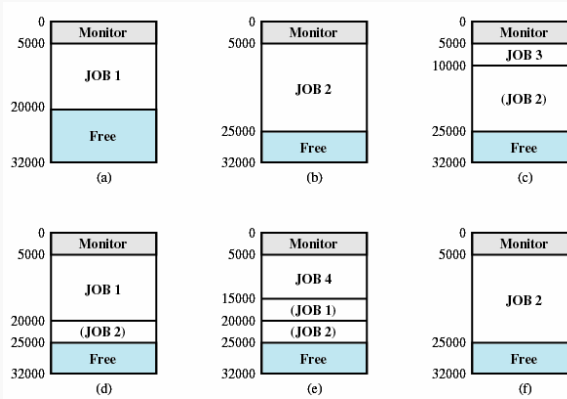 0
Monitor
5000
JOB 1
20000
Free
32000
(a)
0
Monitor
5000
JOB 2
25000
Free
32000
(b)
0
Monitor
5000
JOB 3
10000
(JOB 2)
25000
Free
32000
(c)
0
Monitor
5000
JOB 1
20000
(JOB 2)
25000
Free
32000
(d)
0
Monitor
5000
JOB 4
15000
(JOB 1)
20000
(JOB 2)
25000
Free
32000
(e)
0
Monitor
5000
JOB 2
25000
Free
32000
(f)